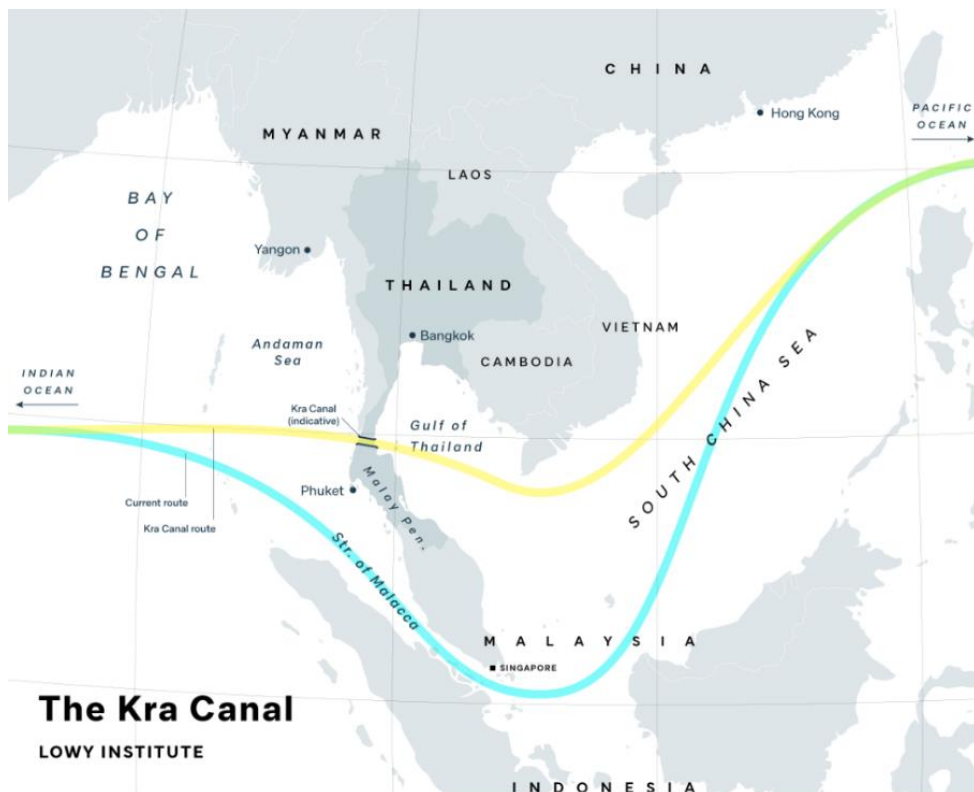 CHINA
Hong Kong
PACIFIC
OCEAN
MYANMAR
LAOS
BAY
OF
BENGAL
Yangon
THAILAND
Bangkok
VIETNAM
CAMBODIA
Andaman
Sea
INDIAN
OCEAN
Kra Canal
(indicative)
Gulf of
Thailand
SOUTH CHINA SEA
Phuket
Malay Pen.
Current route
Kra Canal route
Str. of Malacca
MALAYSIA
SINGAPORE
The Kra Canal
LOWY INSTITUTE
INDONESIA